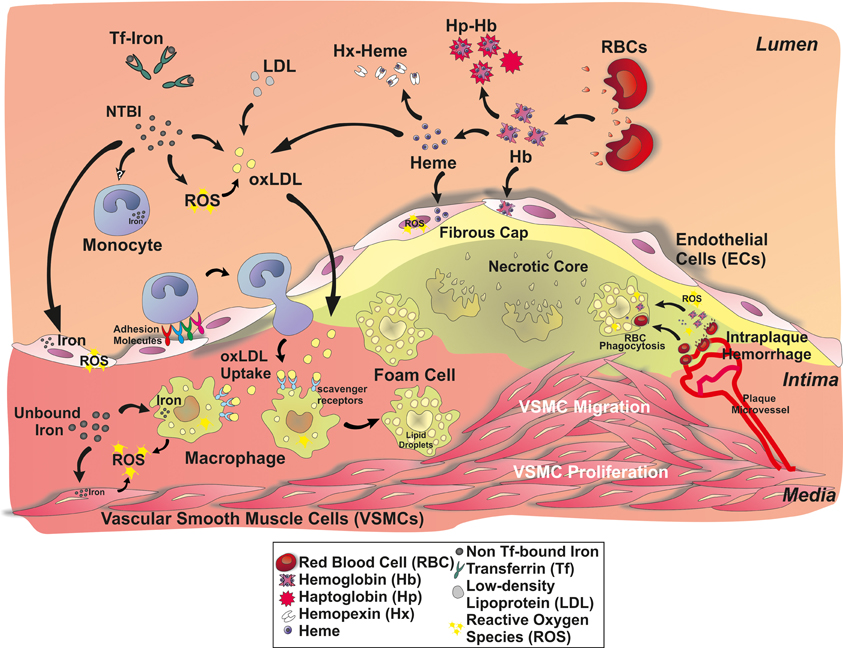 Tf-Iron
LDL
Hx-Heme
Hp-Hb
RBCs
Lumen
NTBI
?
Iron
Monocyte
ROS
oxLDL
Heme
Hb
ROS
Fibrous Cap
Endothelial
Cells (ECs)
Necrotic Core
Adhesion
Molecules
Iron
ROS
oxLDL
Uptake
Foam Cell
ROS
RBC
Phagocytosis
Intraplaque
Hemorrhage
Intima
Unbound
Iron
Iron
scavenger
receptors
Plaque
Microvessel
VSMC Migration
Lipid
Droplets
ROS
Macrophage
VSMC Proliferation
Iron
Media
Vascular Smooth Muscle Cells (VSMCs)
Red Blood Cell (RBC)
Hemoglobin (Hb)
Haptoglobin (Hp)
Hemopexin (Hx)
Heme
Non Tf-bound Iron
Transferrin (Tf)
Low-density
Lipoprotein (LDL)
Reactive Oxygen
Species (ROS)